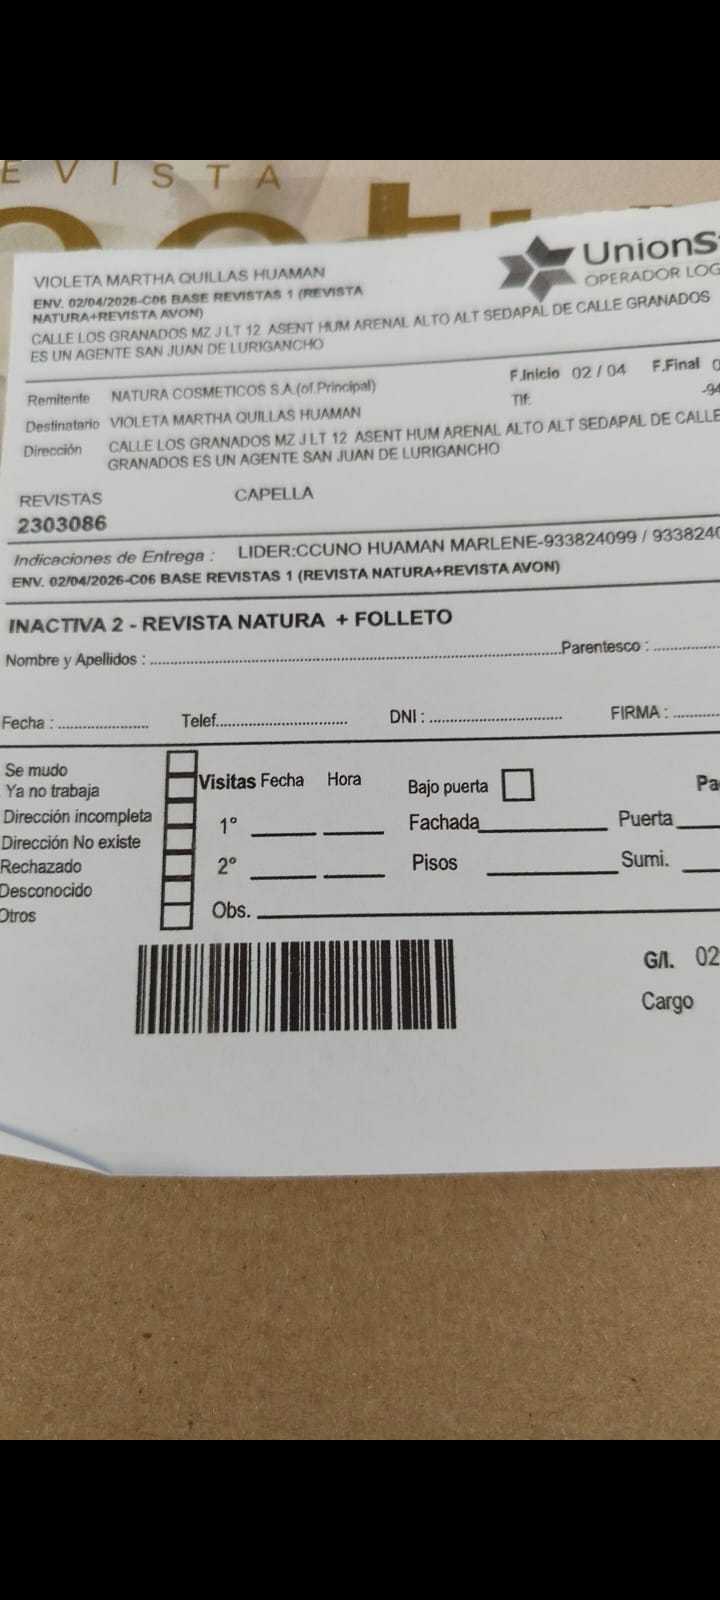 EVISTA
VIOLETA MARTHA QUILLAS HUAMAN
ENV. 02/04/2026-C06 BASE REVISTAS 1 (REVISTA
NATURA+REVISTA AVON)
CALLE LOS GRANADOS MZ J LT 12 ASENT HUM ARENAL ALTO ALT SEDAPAL DE CALLE GRANADOS
ES UN AGENTE SAN JUAN DE LURIGANCHO
UnionS
OPERADOR LOG
Remitente NATURA COSMETICOS S.A.(of.Principal)
F.Inicio 02 / 04 F.Final 0
Destinatario VIOLETA MARTHA QUILLAS HUAMAN
Tlf: -94
Dirección CALLE LOS GRANADOS MZ J LT 12 ASENT HUM ARENAL ALTO ALT SEDAPAL DE CALLE
GRANADOS ES UN AGENTE SAN JUAN DE LURIGANCHO
REVISTAS CAPELLA
2303086
Indicaciones de Entrega : LIDER:CCUNO HUAMAN MARLENE-933824099 / 9338240
ENV. 02/04/2026-C06 BASE REVISTAS 1 (REVISTA NATURA+REVISTA AVON)
INACTIVA 2 - REVISTA NATURA + FOLLETO
Nombre y Apellidos : ..........Parentesco : ..........
Fecha : .......... Telef.......... DNI : .......... FIRMA : ..........
Se mudo
Ya no trabaja
Dirección incompleta
Dirección No existe
Rechazado
Desconocido
Otros
Visitas Fecha Hora Bajo puerta Pa
1° Fachada Puerta
2° Pisos Sumi.
Obs.
G/I. 02
Cargo